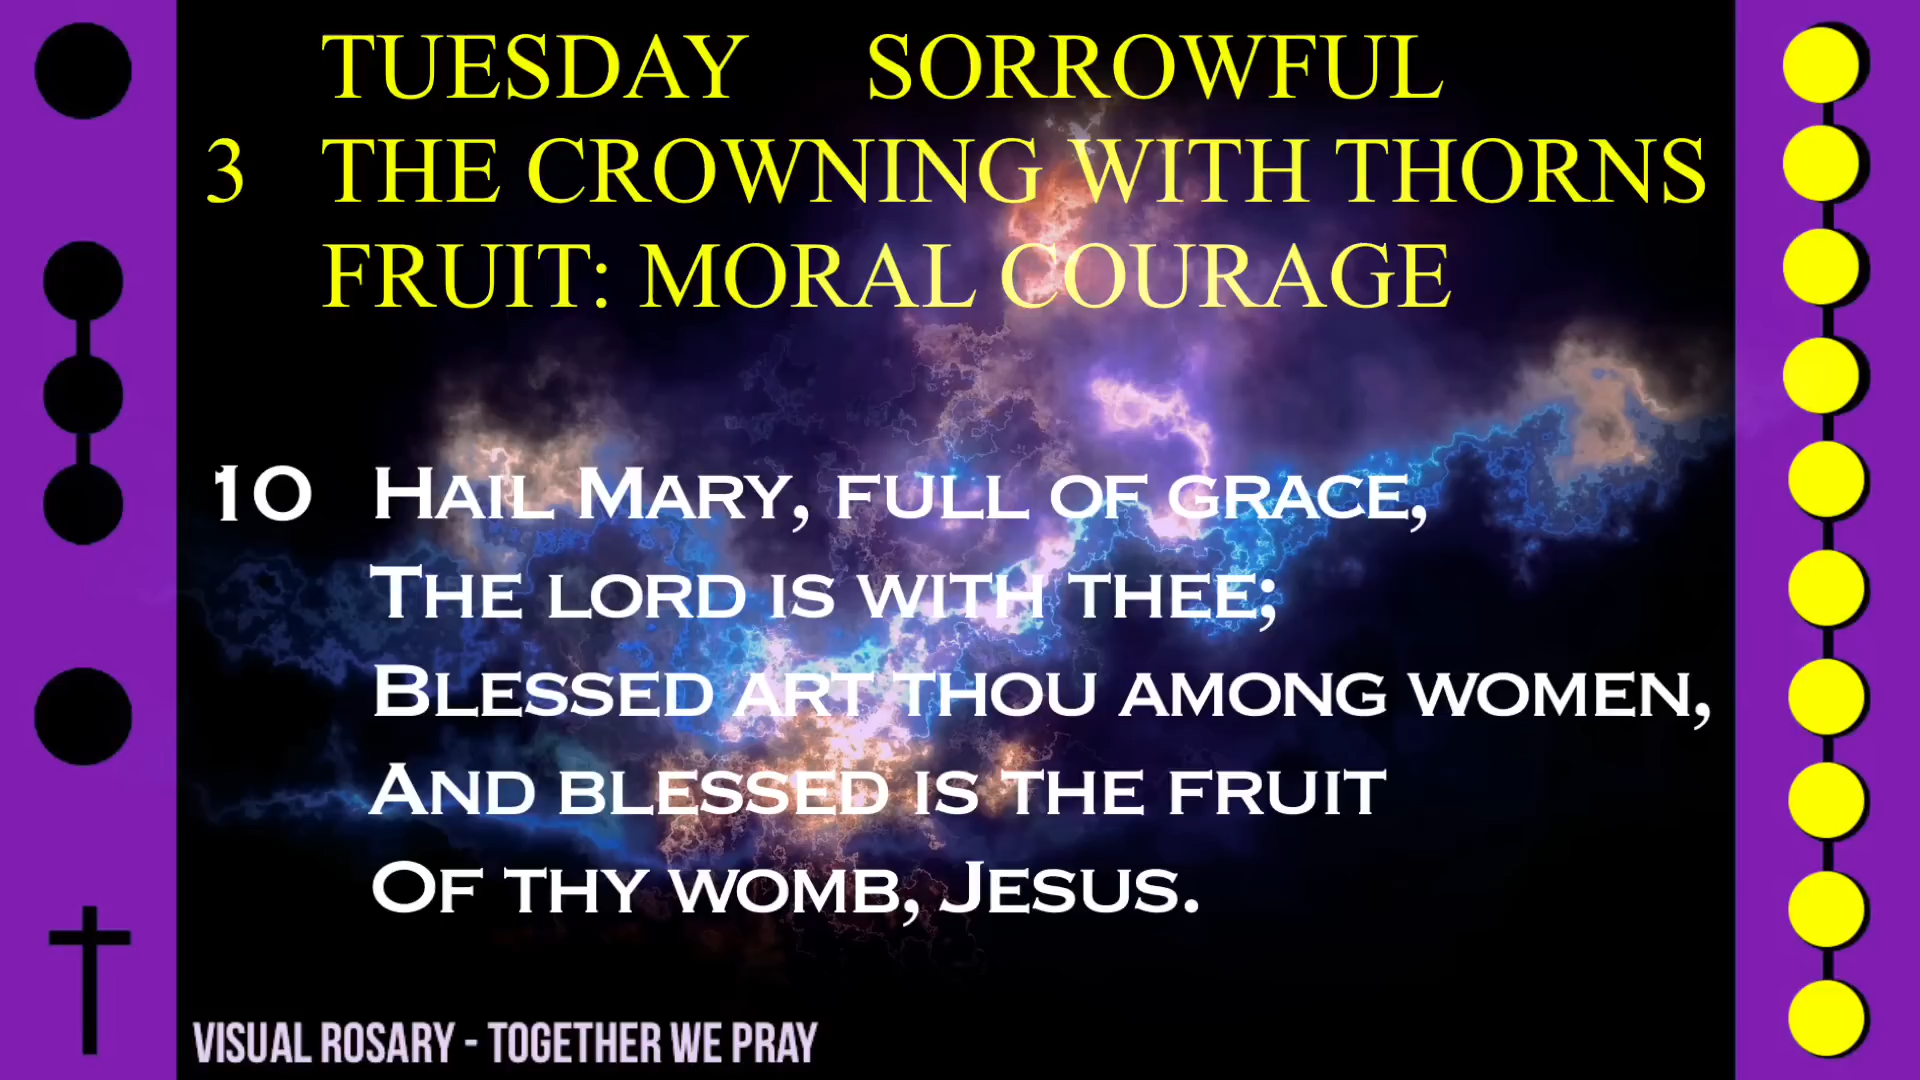 TUESDAY SORROWFUL
3 THE CROWNING WITH THORNS
FRUIT: MORAL COURAGE
10 Hail Mary, full of grace,
The lord is with thee;
Blessed art thou among women,
And blessed is the fruit
Of thy womb, Jesus.
VISUAL ROSARY - TOGETHER WE PRAY